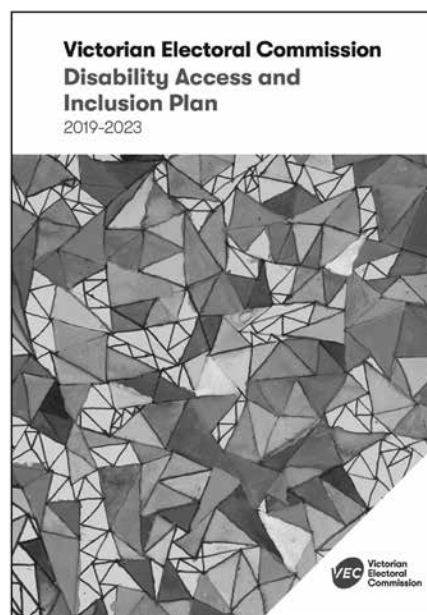 Victorian Electoral Commission
Disability Access and
Inclusion Plan
2019-2023
VEC
Victorian
Electoral
Commission